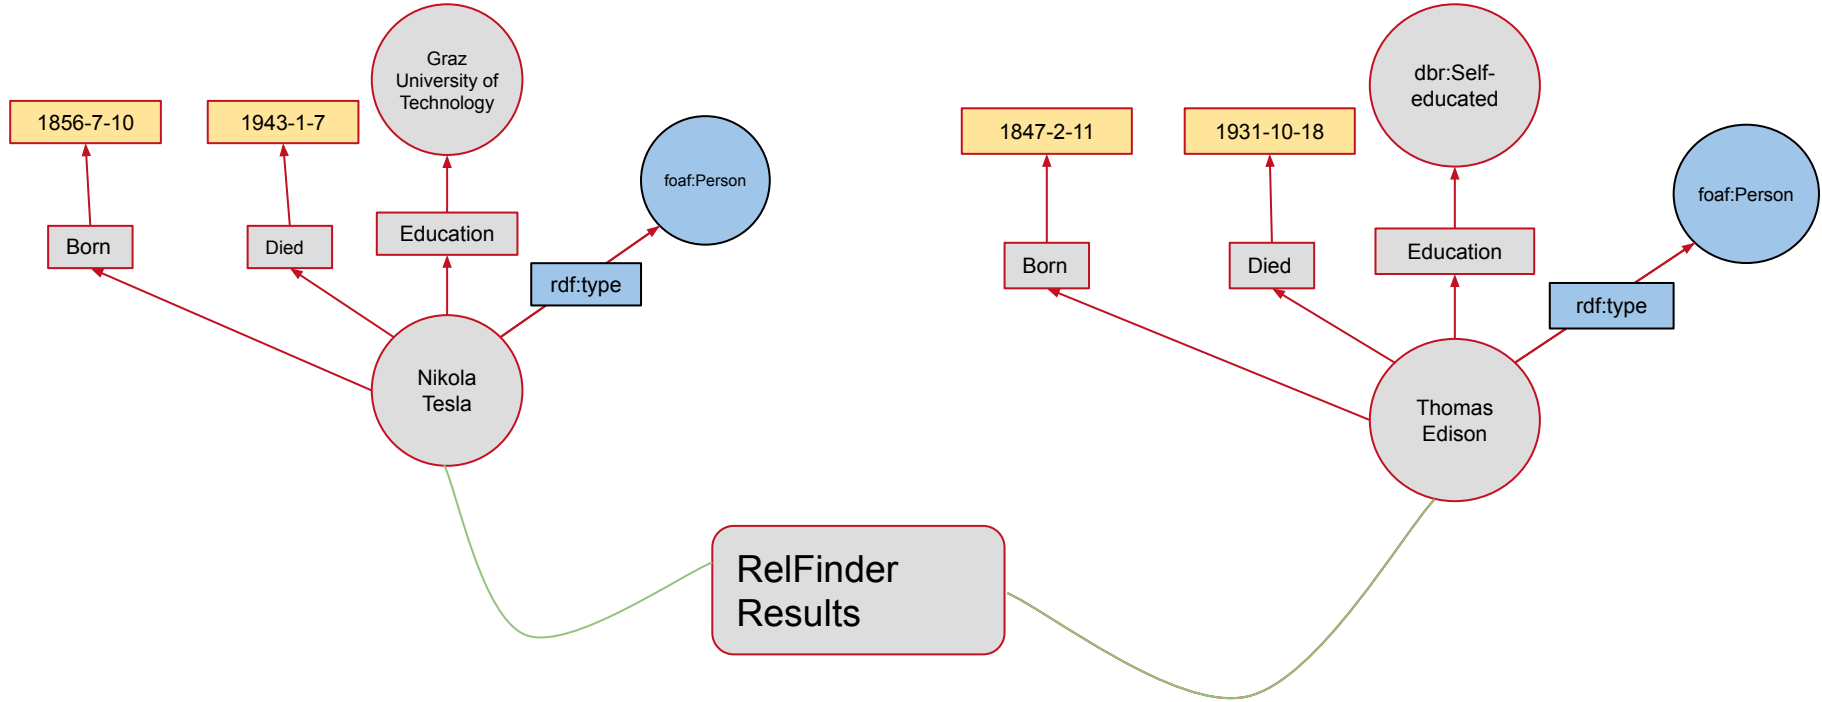 Graz
University of
Technology
1856-7-10
1943-1-7
foaf:Person
Born
Died
Education
rdf:type
Nikola
Tesla
dbr:Self-
educated
1847-2-11
1931-10-18
foaf:Person
Born
Died
Education
rdf:type
Thomas
Edison
RelFinder
Results